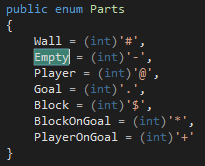 public enum Parts
{
Wall = (int)'#',
Empty = (int)'-',
Player = (int)'@',
Goal = (int)'.',
Block = (int)'$',
BlockOnGoal = (int)'*',
PlayerOnGoal = (int)'+'
}